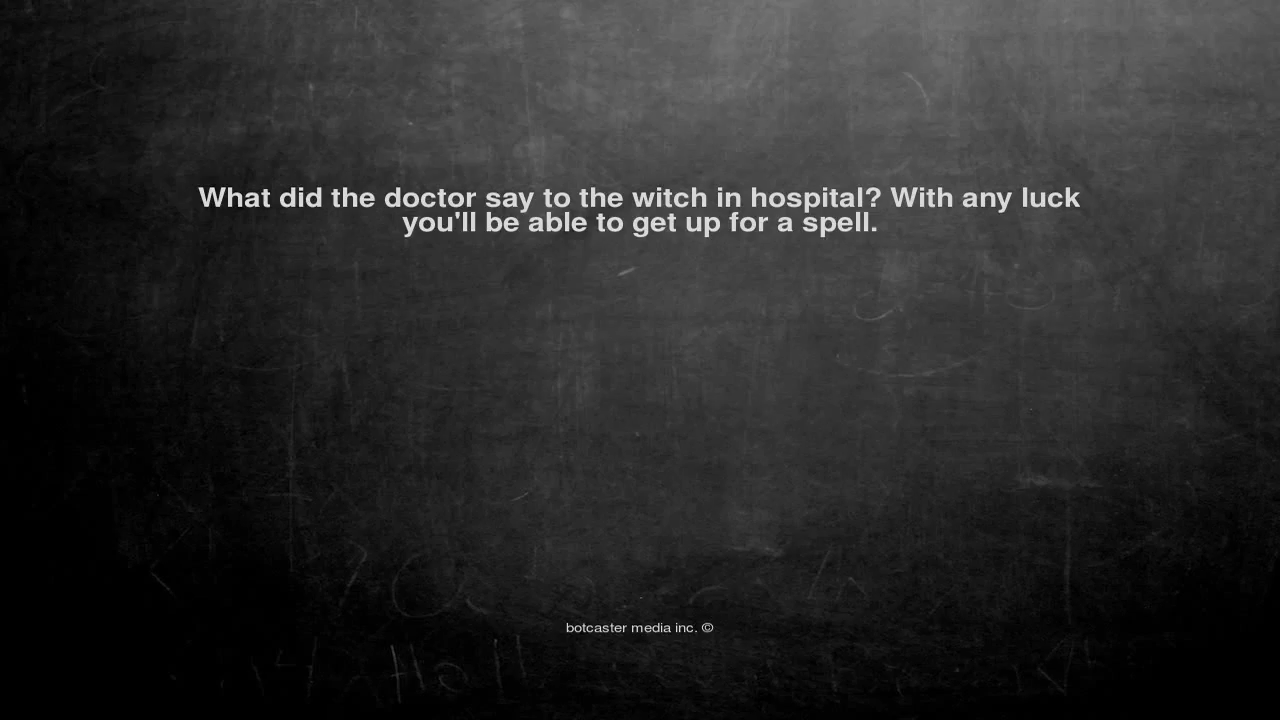 What did the doctor say to the witch in hospital? With any luck
you'll be able to get up for a spell.
botcaster media inc. ©